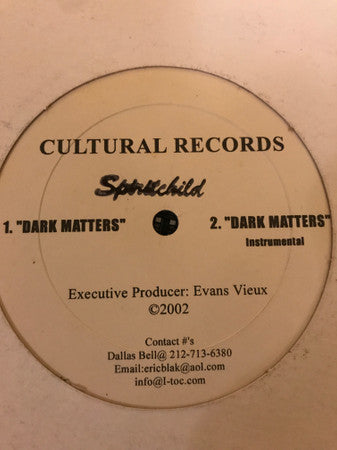 CULTURAL RECORDS
Spiritchild
1. "DARK MATTERS"
2. "DARK MATTERS"
Instrumental
Executive Producer: Evans Vieux
©2002
Contact #'s
Dallas Bell@ 212-713-6380
Email:ericblak@aol.com
info@I-toc.com